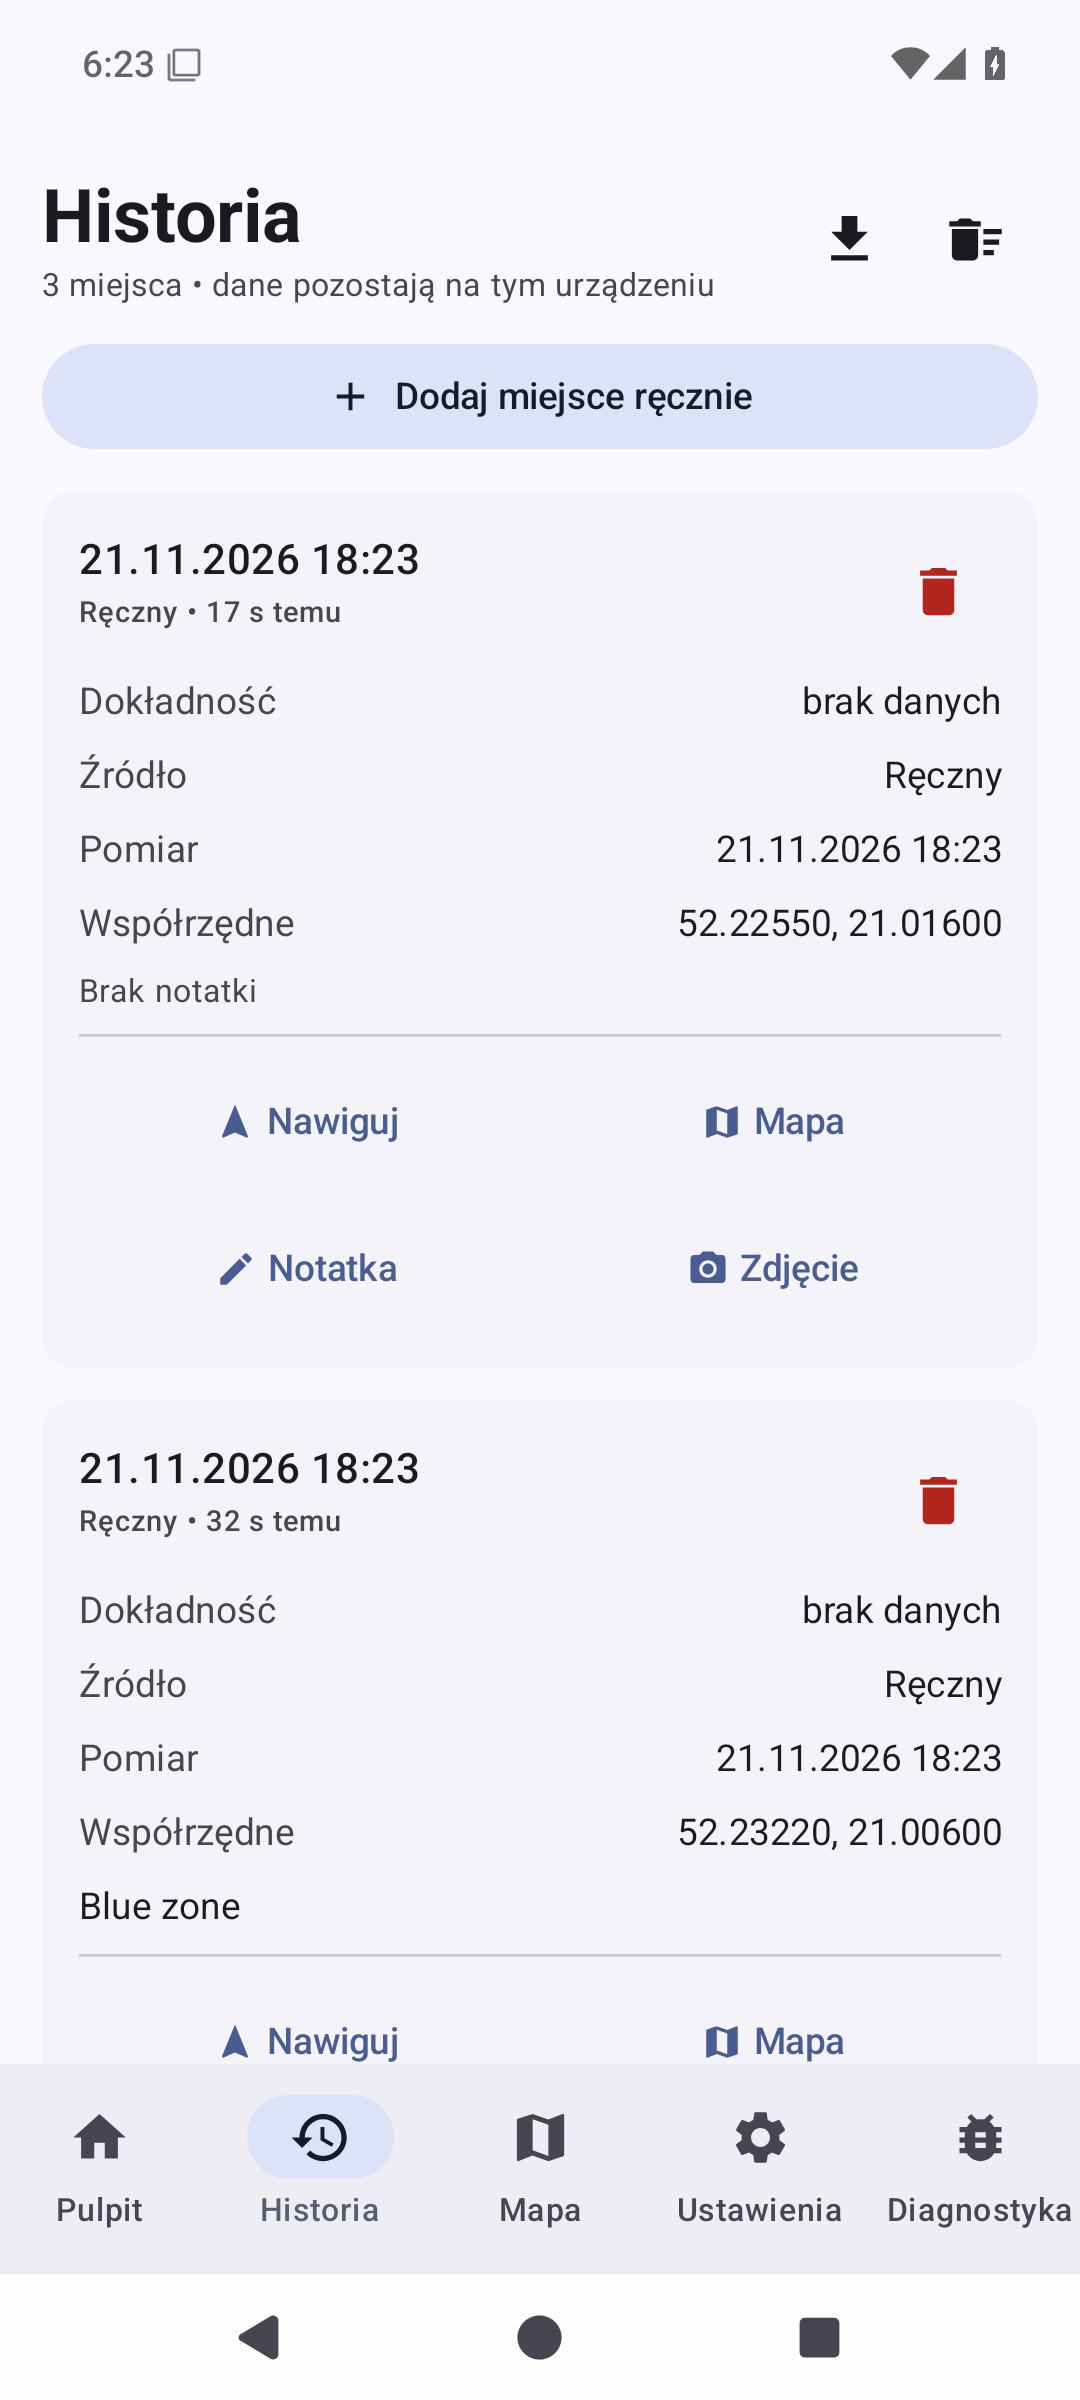 6:23
Historia
3 miejsca • dane pozostają na tym urządzeniu
Dodaj miejsce ręcznie
21.11.2026 18:23
Ręczny • 17 s temu
Dokładność brak danych
Źródło Ręczny
Pomiar 21.11.2026 18:23
Współrzędne 52.22550, 21.01600
Brak notatki
Nawiguj Mapa
Notatka Zdjęcie
21.11.2026 18:23
Ręczny • 32 s temu
Dokładność brak danych
Źródło Ręczny
Pomiar 21.11.2026 18:23
Współrzędne 52.23220, 21.00600
Blue zone
Nawiguj Mapa
Pulpit Historia Mapa Ustawienia Diagnostyka